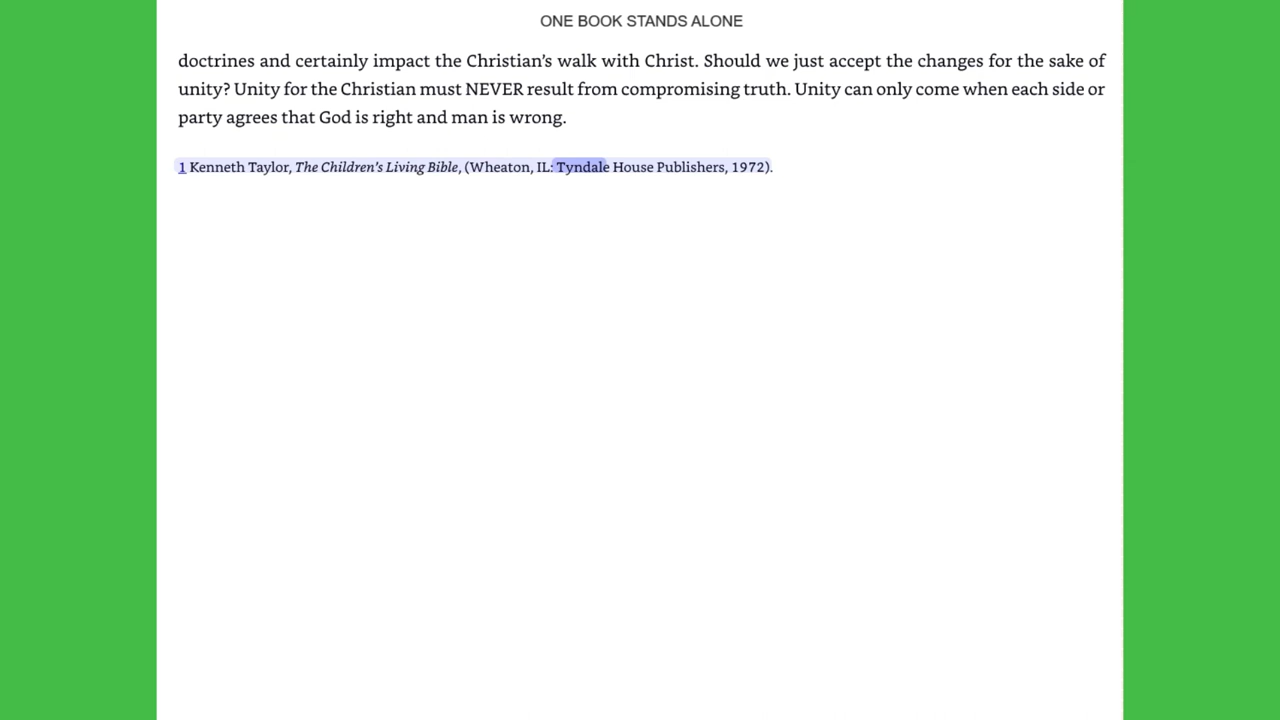 ONE BOOK STANDS ALONE
doctrines and certainly impact the Christian’s walk with Christ. Should we just accept the changes for the sake of
unity? Unity for the Christian must NEVER result from compromising truth. Unity can only come when each side or
party agrees that God is right and man is wrong.
1 Kenneth Taylor, The Children’s Living Bible, (Wheaton, IL: Tyndale House Publishers, 1972).